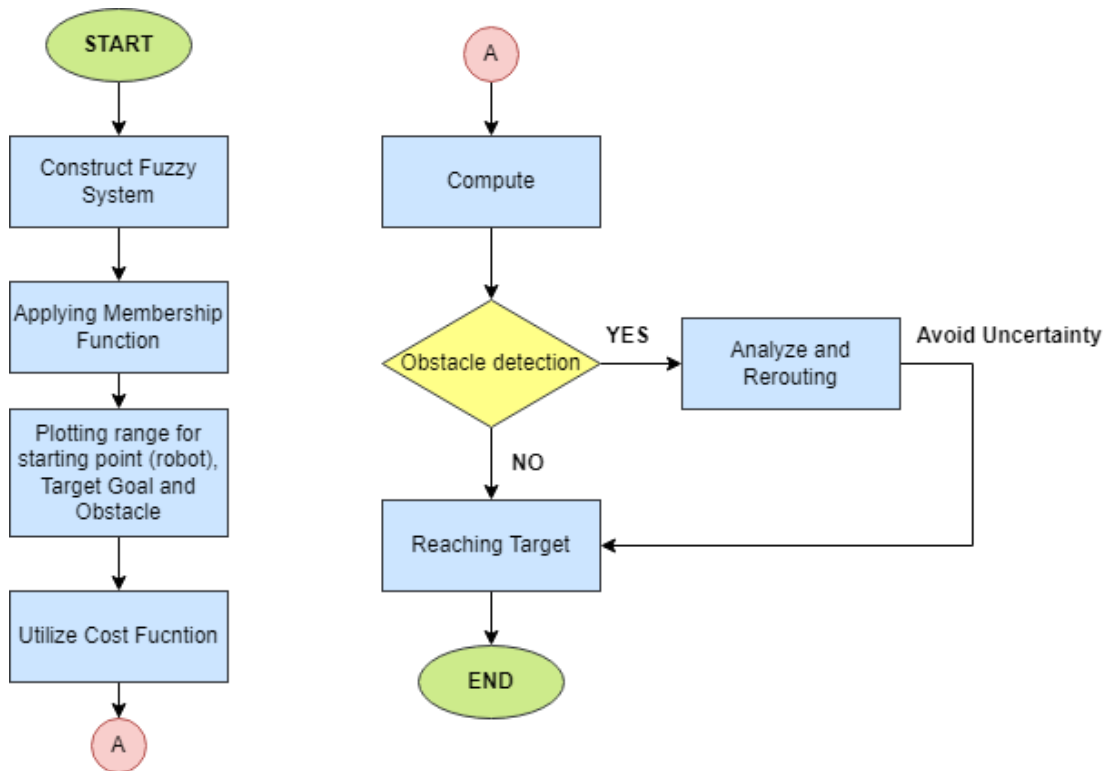 START
Construct Fuzzy
System
Applying Membership
Function
Plotting range for
starting point (robot),
Target Goal and
Obstacle
Utilize Cost Fucntion
A
A
Compute
Obstacle detection
YES
Analyze and
Rerouting
Avoid Uncertainty
NO
Reaching Target
END